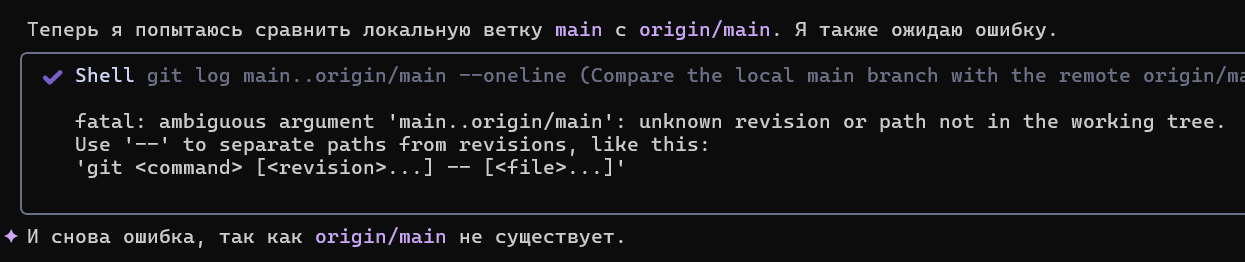 Теперь я попытаюсь сравнить локальную ветку main с origin/main. Я также ожидаю ошибку.
✓ Shell git log main..origin/main --oneline (Compare the local main branch with the remote origin/ma
fatal: ambiguous argument 'main..origin/main': unknown revision or path not in the working tree.
Use '--' to separate paths from revisions, like this:
'git <command> [<revision>...] -- [<file>...]'
✦ И снова ошибка, так как origin/main не существует.